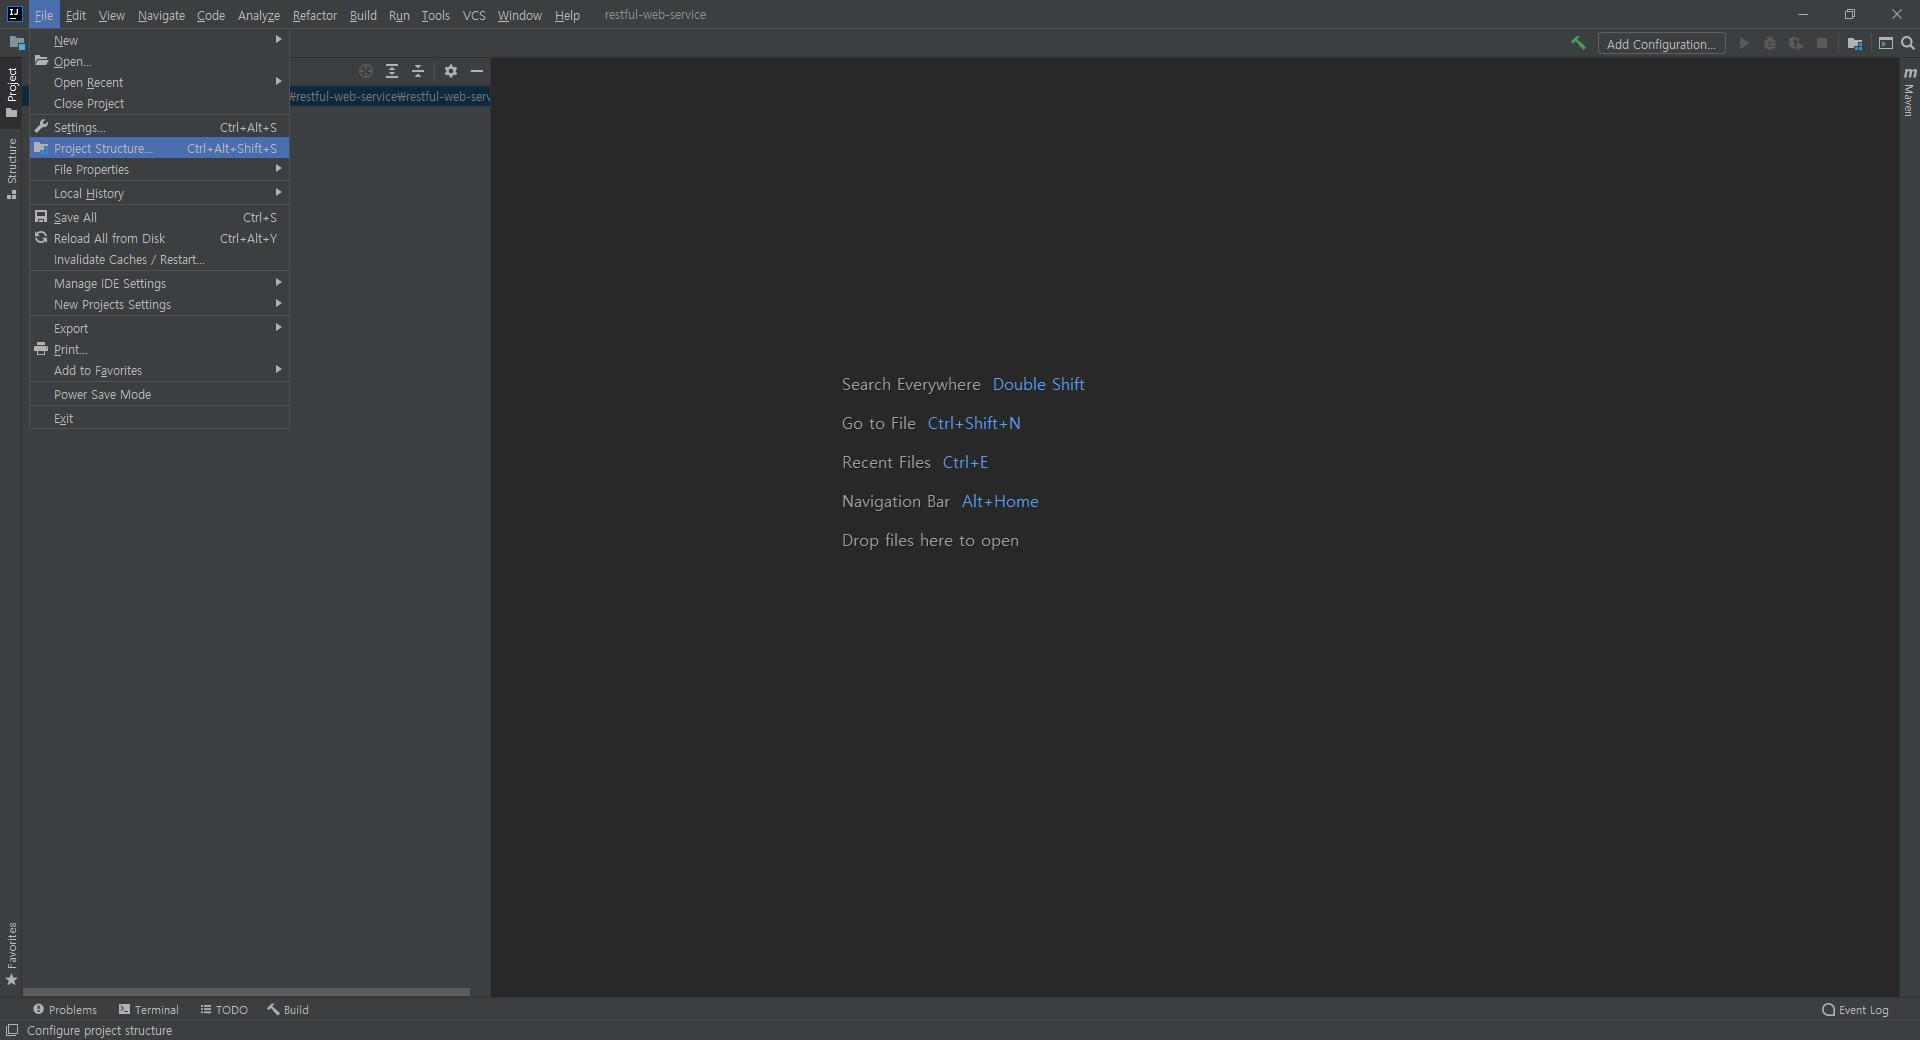 IJ File Edit View Navigate Code Analyze Refactor Build Run Tools VCS Window Help restful-web-service
Add Configuration...
New
Open...
Open Recent
Close Project
Settings... Ctrl+Alt+S
Project Structure... Ctrl+Alt+Shift+S
File Properties
Local History
Save All Ctrl+S
Reload All from Disk Ctrl+Alt+Y
Invalidate Caches / Restart...
Manage IDE Settings
New Projects Settings
Export
Print...
Add to Favorites
Power Save Mode
Exit
₩restful-web-service₩restful-web-serv
Project
Structure
Favorites
Search Everywhere Double Shift
Go to File Ctrl+Shift+N
Recent Files Ctrl+E
Navigation Bar Alt+Home
Drop files here to open
m
Maven
Problems Terminal TODO Build Event Log
Configure project structure